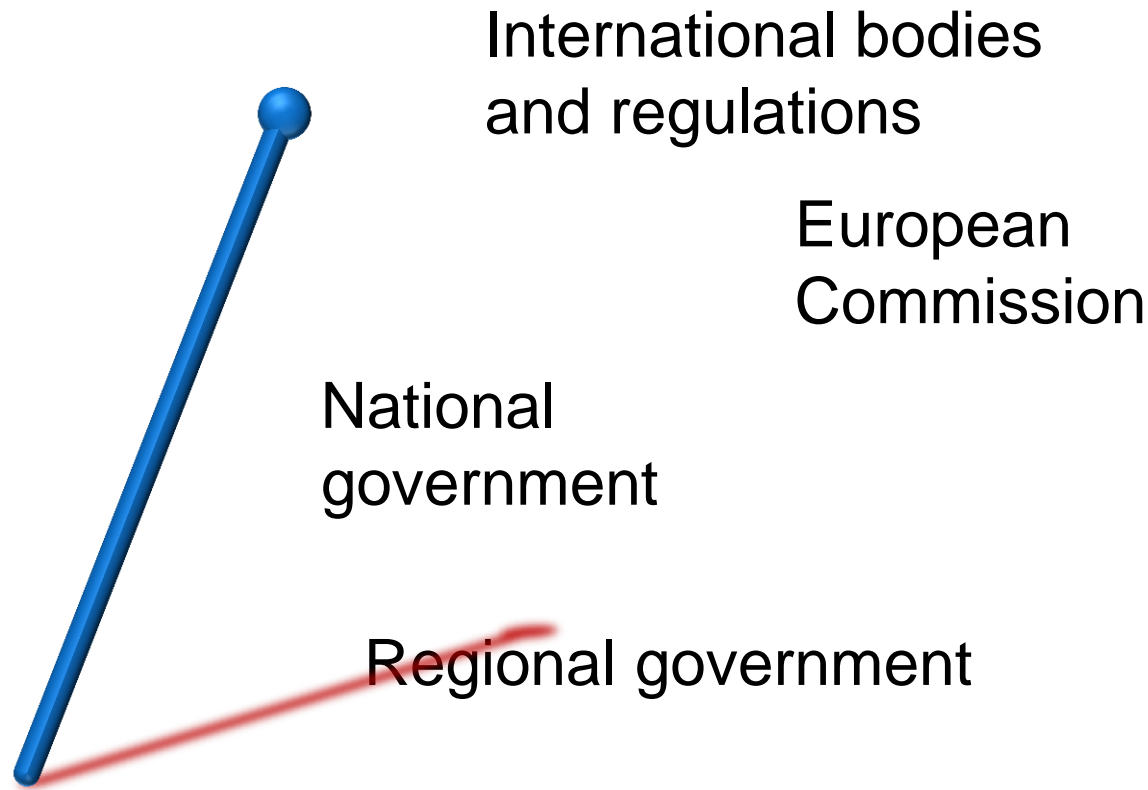 International bodies
and regulations
European
Commission
National
government
Regional government